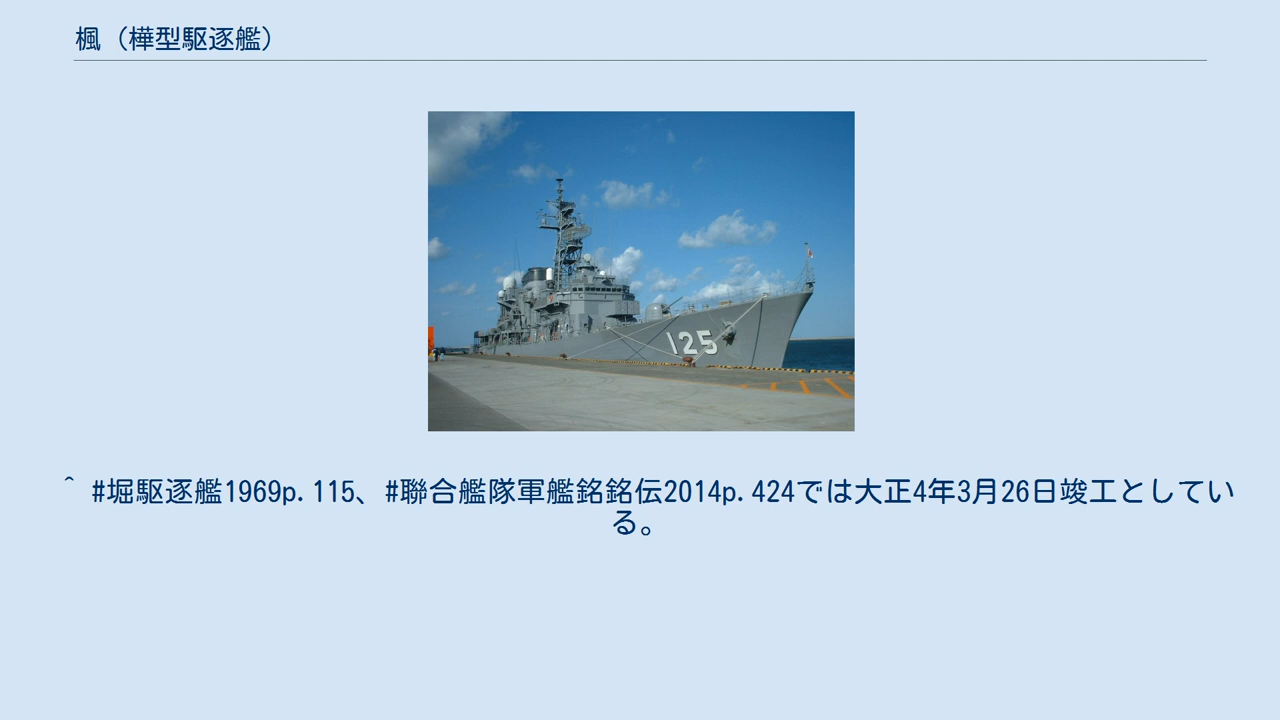 楓（樺型駆逐艦）
125
^ #堀駆逐艦1969p.115、#聯合艦隊軍艦銘銘伝2014p.424では大正4年3月26日竣工としてい
る。